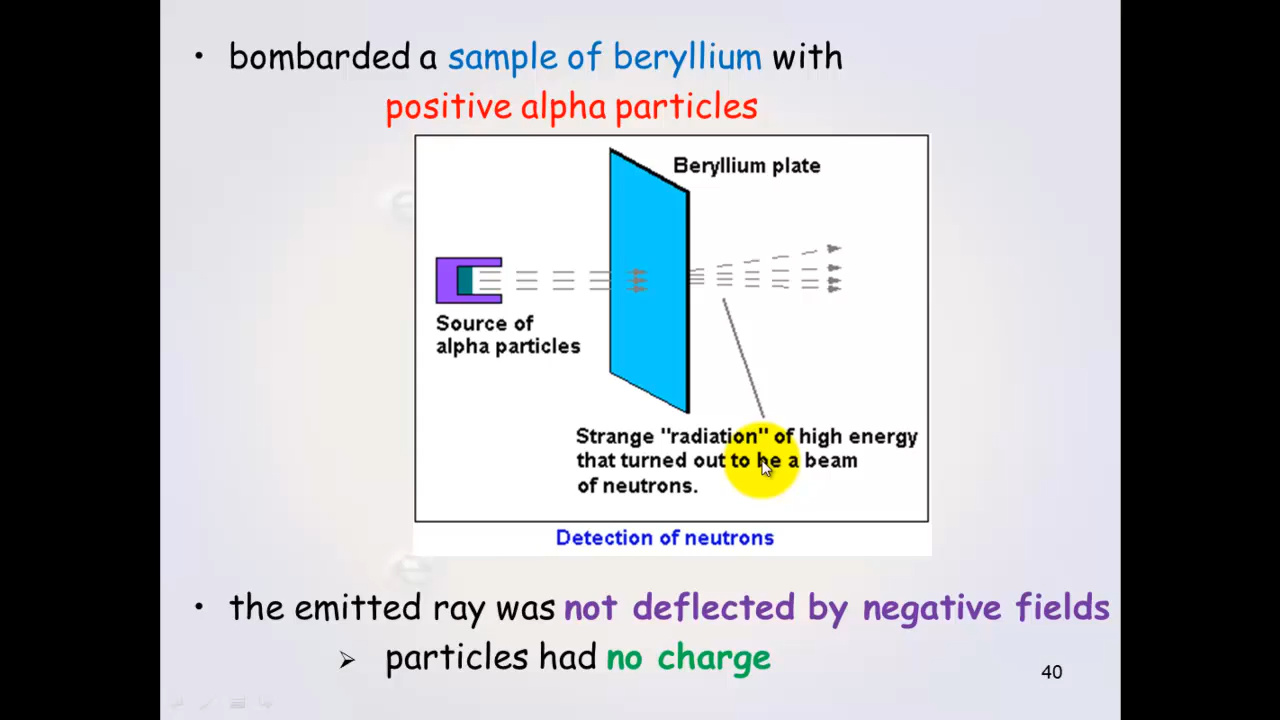 • bombarded a sample of beryllium with
positive alpha particles
Beryllium plate
Source of
alpha particles
Strange "radiation" of high energy
that turned out to be a beam
of neutrons.
Detection of neutrons
• the emitted ray was not deflected by negative fields
➢ particles had no charge
40